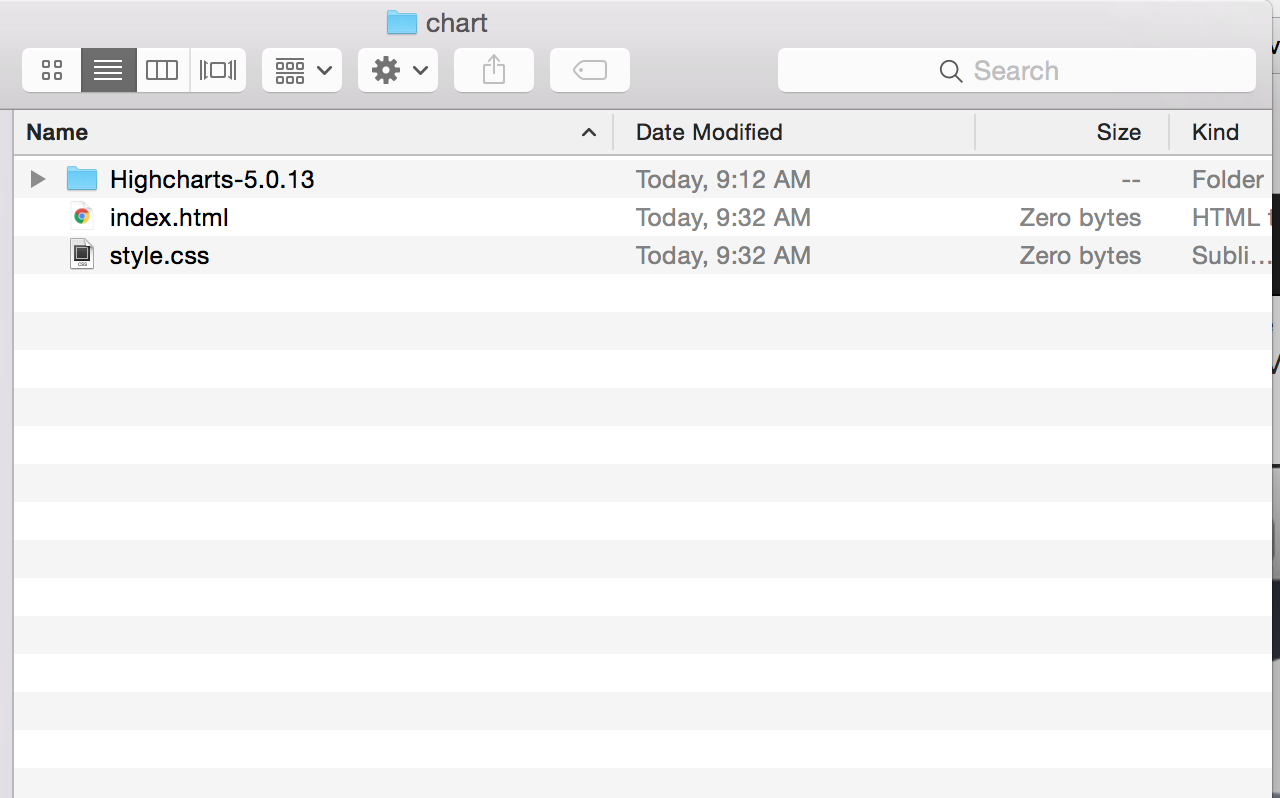 chart
Search
Name Date Modified Size Kind
Highcharts-5.0.13 Today, 9:12 AM -- Folder
index.html Today, 9:32 AM Zero bytes HTML t
style.css Today, 9:32 AM Zero bytes Subli...